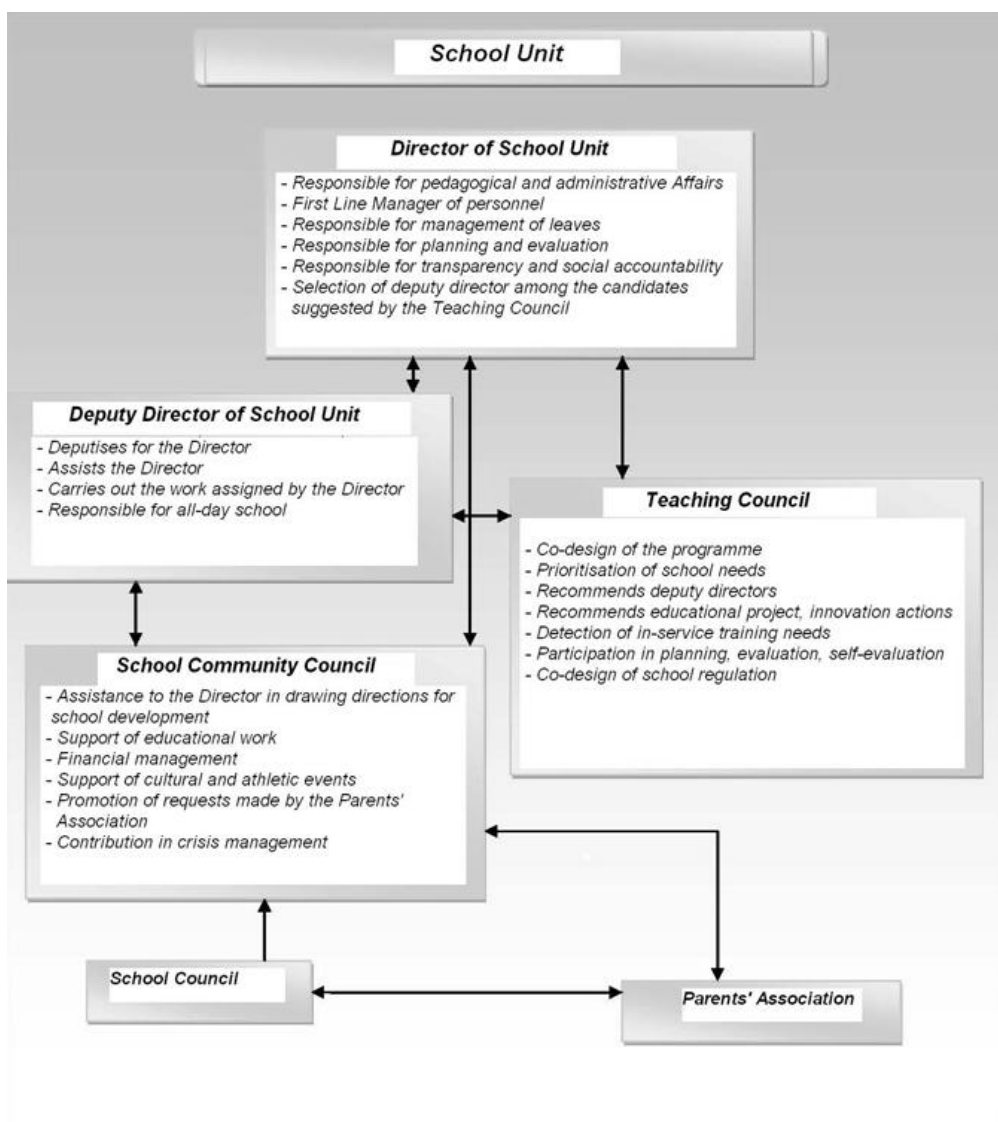 School Unit
Director of School Unit
- Responsible for pedagogical and administrative Affairs
- First Line Manager of personnel
- Responsible for management of leaves
- Responsible for planning and evaluation
- Responsible for transparency and social accountability
- Selection of deputy director among the candidates
suggested by the Teaching Council
Deputy Director of School Unit
- Deputises for the Director
- Assists the Director
- Carries out the work assigned by the Director
- Responsible for all-day school
Teaching Council
- Co-design of the programme
- Prioritisation of school needs
- Recommends deputy directors
- Recommends educational project, innovation actions
- Detection of in-service training needs
- Participation in planning, evaluation, self-evaluation
- Co-design of school regulation
School Community Council
- Assistance to the Director in drawing directions for
school development
- Support of educational work
- Financial management
- Support of cultural and athletic events
- Promotion of requests made by the Parents'
Association
- Contribution in crisis management
School Council
Parents' Association